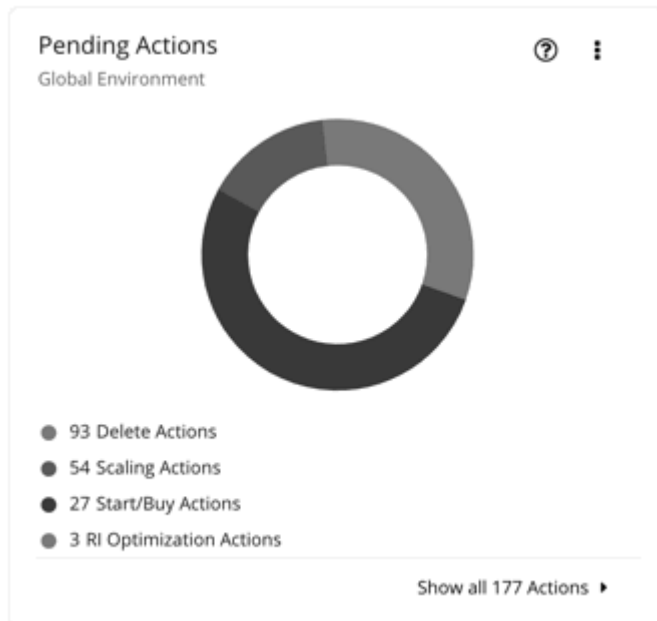 Pending Actions
Global Environment
93 Delete Actions
54 Scaling Actions
27 Start/Buy Actions
3 RI Optimization Actions
Show all 177 Actions